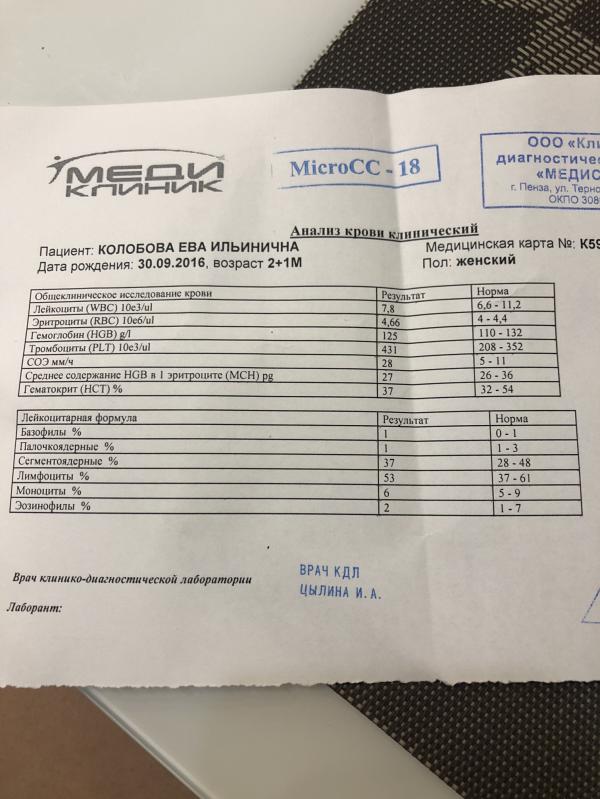 МЕДИ
КЛИНИК
MicroCC - 18
ООО «Кли
диагностичес
«МЕДИС
г. Пенза, ул. Терно
ОКПО 308
Анализ крови клинический
Пациент: КОЛОБОВА ЕВА ИЛЬИНИЧНА Медицинская карта №: К59
Дата рождения: 30.09.2016, возраст 2+1М Пол: женский
Общеклиническое исследование крови Результат Норма
Лейкоциты (WBC) 10e3/ul 7,8 6,6 - 11,2
Эритроциты (RBC) 10e6/ul 4,66 4 - 4,4
Гемоглобин (HGB) g/l 125 110 - 132
Тромбоциты (PLT) 10e3/ul 431 208 - 352
СОЭ мм/ч 28 5 - 11
Среднее содержание HGB в 1 эритроците (MCH) pg 27 26 - 36
Гематокрит (HCT) % 37 32 - 54
Лейкоцитарная формула Результат Норма
Базофилы % 1 0 - 1
Палочкоядерные % 1 1 - 3
Сегментоядерные % 37 28 - 48
Лимфоциты % 53 37 - 61
Моноциты % 6 5 - 9
Эозинофилы % 2 1 - 7
Врач клинико-диагностической лаборатории ВРАЧ КДЛ
ЦЫЛИНА И.А.
Лаборант: